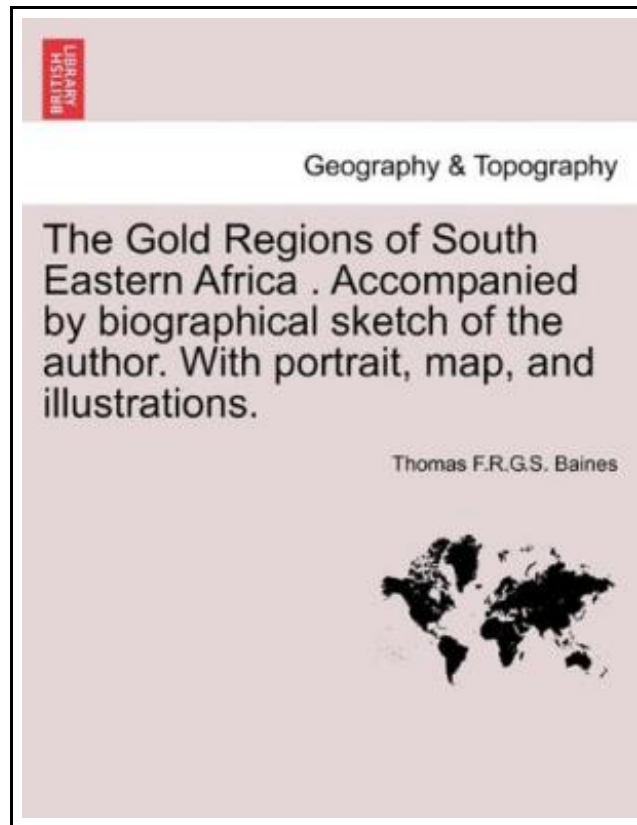 BRITISH
LIBRARY
Geography & Topography
The Gold Regions of South
Eastern Africa . Accompanied
by biographical sketch of the
author. With portrait, map, and
illustrations.
Thomas F.R.G.S. Baines